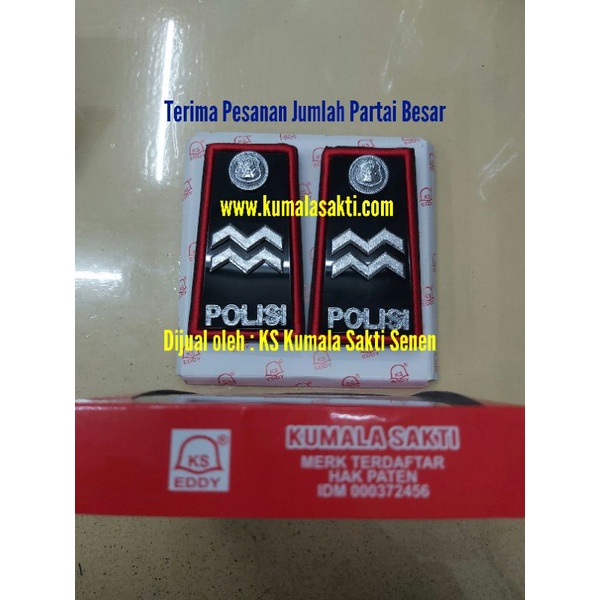 Terima Pesanan Jumlah Partai Besar
www.kumalasakti.com
POLISI
POLISI
Dijual oleh : KS Kumala Sakti Senen
KS
EDDY
KUMALA SAKTI
MERK TERDAFTAR
HAK PATEN
IDM 000372456